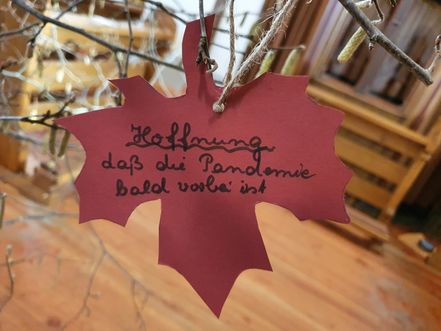 Hoffnung
daß die Pandemie
bald vorbei ist